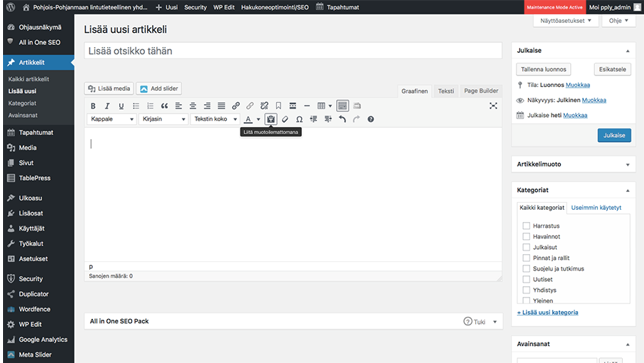 Pohjois-Pohjanmaan lintutieteellinen yhd... Uusi Security WPF Edit Hakukoneoptimointi/SEO Tapahtumat Maintenance Mode Active Moi pply_admin
Näyttöasetukset Ohje
Ohjausnäkymä
All in One SEO
Artikkelit
Kaikki artikkelit
Lisää uusi
Kategoriat
Avainsanat
Tapahtumat
Media
Sivut
TablePress
Ulkoasu
Lisäosat
Käyttäjät
Työkalut
Asetukset
Security
Duplicator
Wordfence
WP Edit
Google Analytics
Meta Slider
Lisää uusi artikkeli
Lisää otsikko tähän
Lisää media Add slider
Graafinen Teksti Page Builder
B I U
Kappale Kirjasin Tekstin koko A
Liitä muotoilemattomana
p
Sanojen määrä: 0
All in One SEO Pack
Tuki
Julkaise
Tallenna luonnos Esikatsele
Tila: Luonnos Muokkaa
Näkyvyys: Julkinen Muokkaa
Julkaise heti Muokkaa
Julkaise
Artikkelimuoto
Kategoriat
Kaikki kategoriat Useimmin käytetyt
Harrastus
Havainnot
Julkaisut
Pinnat ja rallit
Suojelu ja tutkimus
Uutiset
Yhdistys
Yleinen
+ Lisää uusi kategoria
Avainsanat